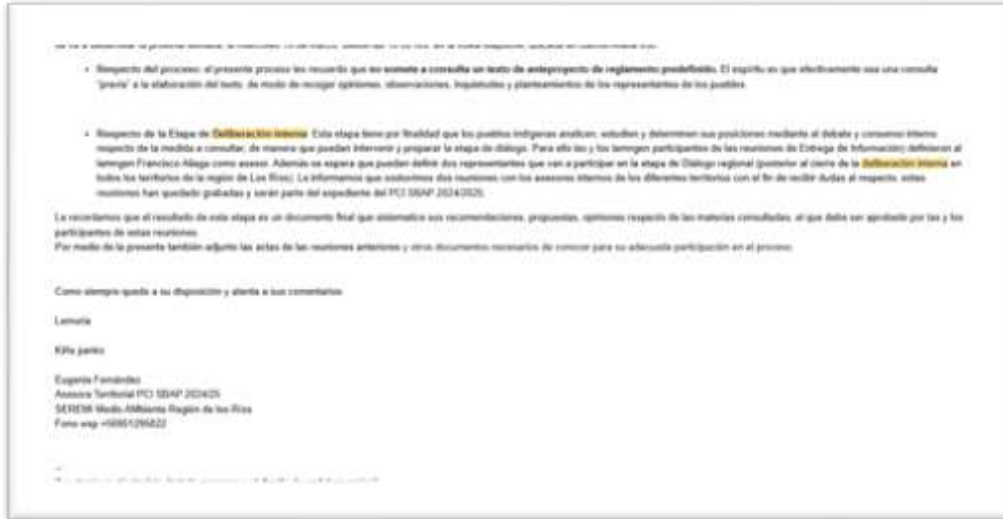 • Respecto del proceso: el presente proceso les recuerdo que no somete a consulta un texto de anteproyecto de reglamento predefinido. El espíritu es que efectivamente sea una consulta
"previa" a la elaboración del texto, de modo de recoger opiniones, observaciones, inquietudes y planteamientos de los representantes de los pueblos.
• Respecto de la Etapa de Deliberación interna: Esta etapa tiene por finalidad que los pueblos indígenas analicen, estudien y determinen sus posiciones mediante el debate y consenso interno
respecto de la medida a consultar, de manera que puedan intervenir y preparar la etapa de diálogo. Para ello las y los lamngen participantes de las reuniones de Entrega de Información) definieron al
lamngen Francisco Aliaga como asesor. Además se espera que puedan definir dos representantes que van a participar en la etapa de Diálogo regional (posterior al cierre de la deliberación interna en
todos los territorios de la región de Los Ríos). Le informamos que sostuvimos dos reuniones con los asesores internos de los diferentes territorios con el fin de recibir dudas al respecto, estas
reuniones han quedado grabadas y serán parte del expediente del PCI SBAP 2024/2025.
Le recordamos que el resultado de esta etapa es un documento final que sistematice sus recomendaciones, propuestas, opiniones respecto de las materias consultadas, el que debe ser aprobado por las y los
participantes de estas reuniones.
Por medio de la presente también adjunto las actas de las reuniones anteriores y otros documentos necesarios de conocer para su adecuada participación en el proceso.
Como siempre quedo a su disposición y atenta a sus comentarios
Lemoria
Kiñe pentu
Eugenia Fernández
Asesora Territorial PCI SBAP 2024/25
SEREMI Medio AMbiente Región de los Ríos